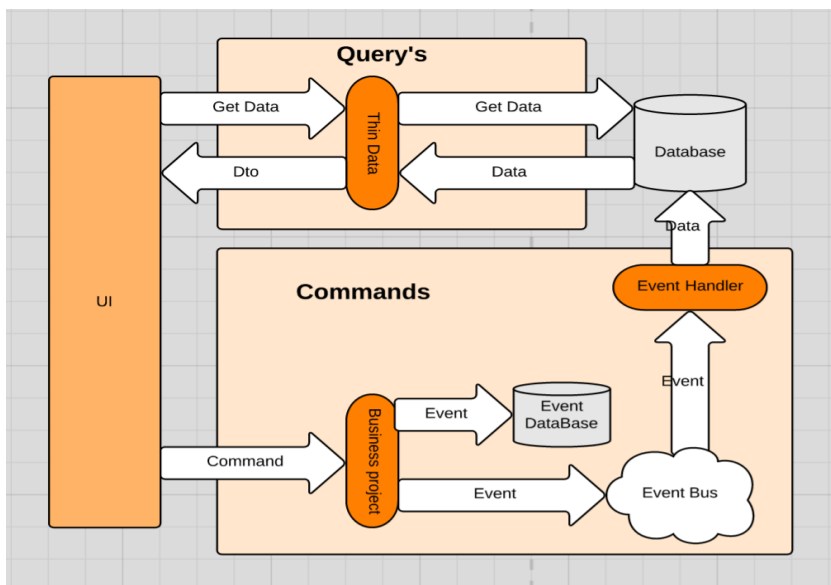 Query's
Get Data
Thin Data
Get Data
Database
Dto
Data
Data
UI
Commands
Event Handler
Event
Business project
Event
Event
DataBase
Command
Event
Event Bus